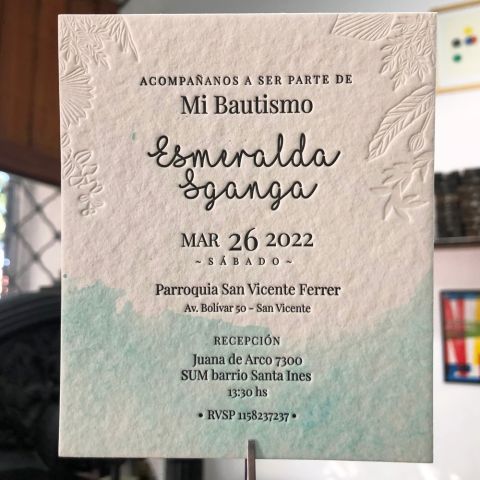 ACOMPAÑANOS A SER PARTE DE
Mi Bautismo
Esmeralda
Sganga
MAR 26 2022
~ SÁBADO ~
Parroquia San Vicente Ferrer
Av. Bolívar 50 - San Vicente
RECEPCIÓN
Juana de Arco 7300
SUM barrio Santa Ines
13:30 hs
• RVSP 1158237237 •